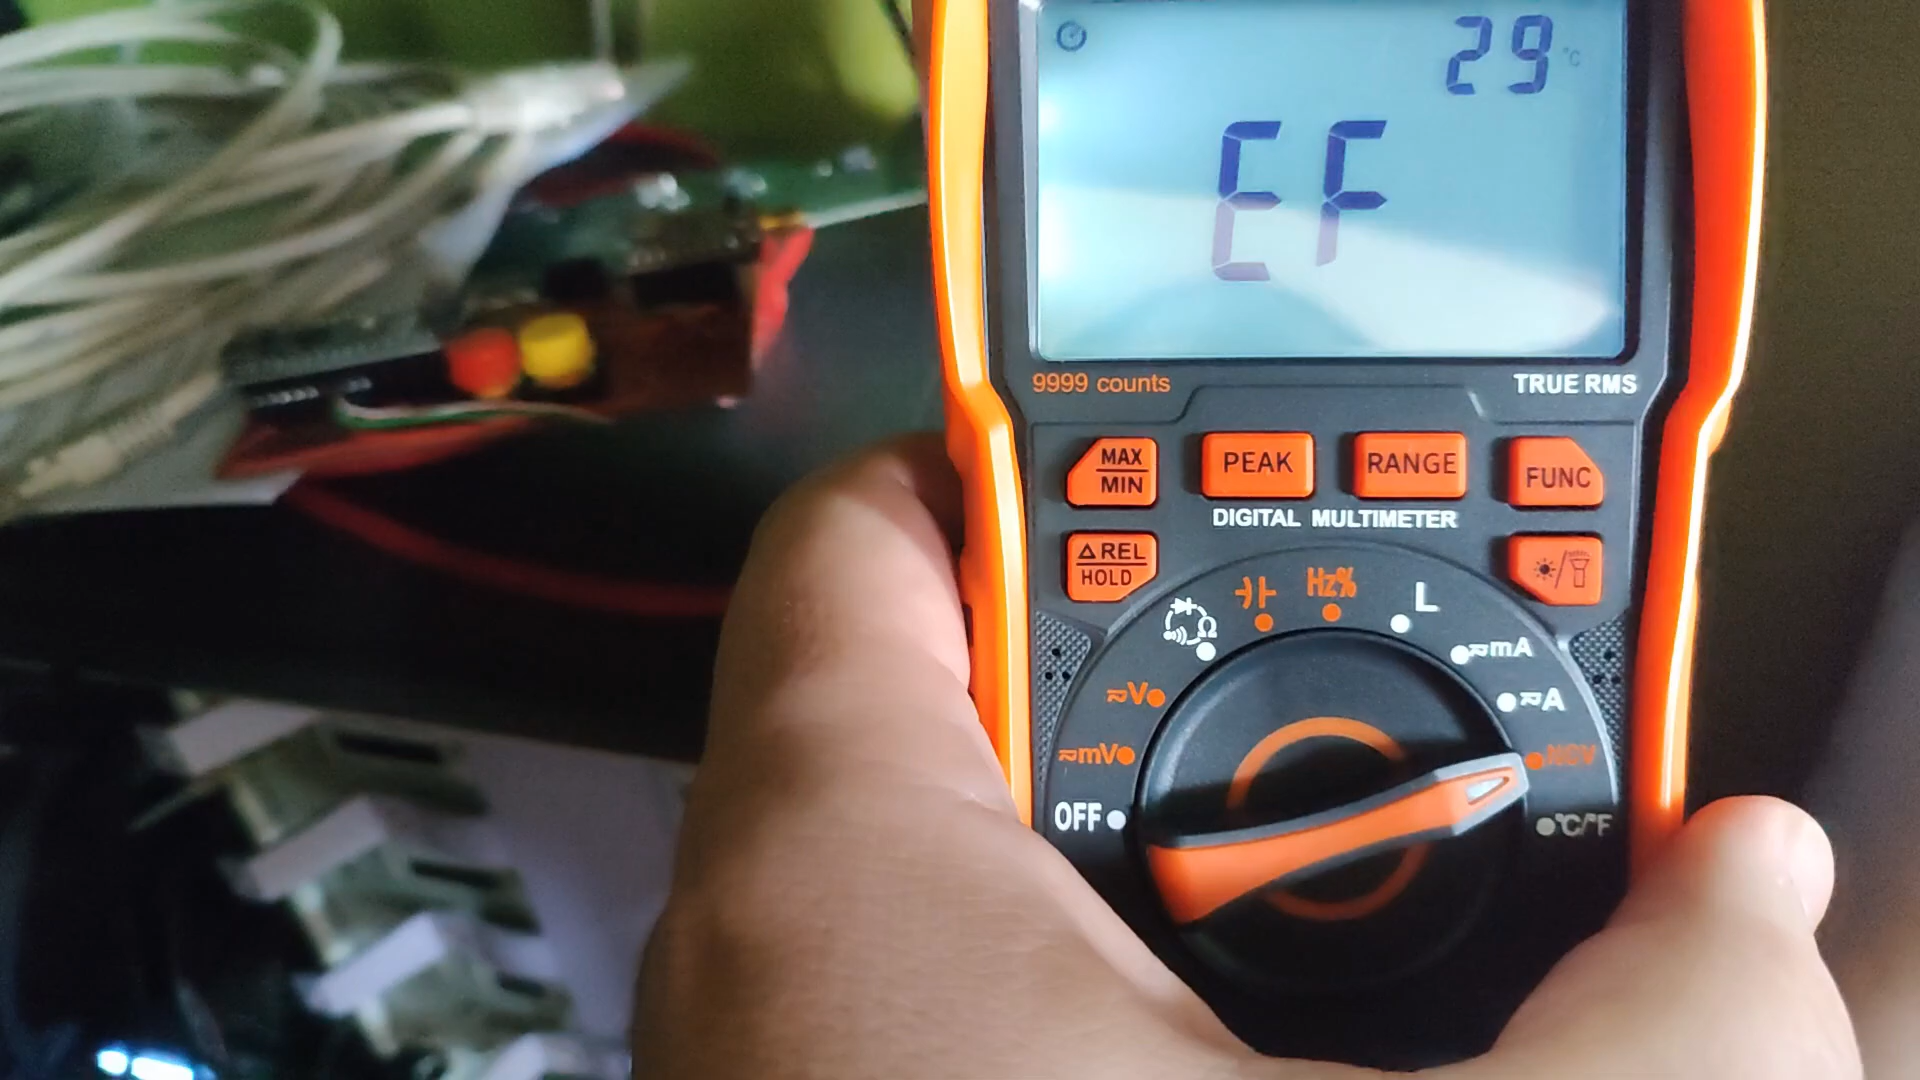 29 °C
EF
9999 counts
TRUE RMS
MAX
MIN
PEAK
RANGE
FUNC
DIGITAL MULTIMETER
△ REL
HOLD
Hz%
L
Ω
mA
V
A
mV
NCV
OFF
°C/°F